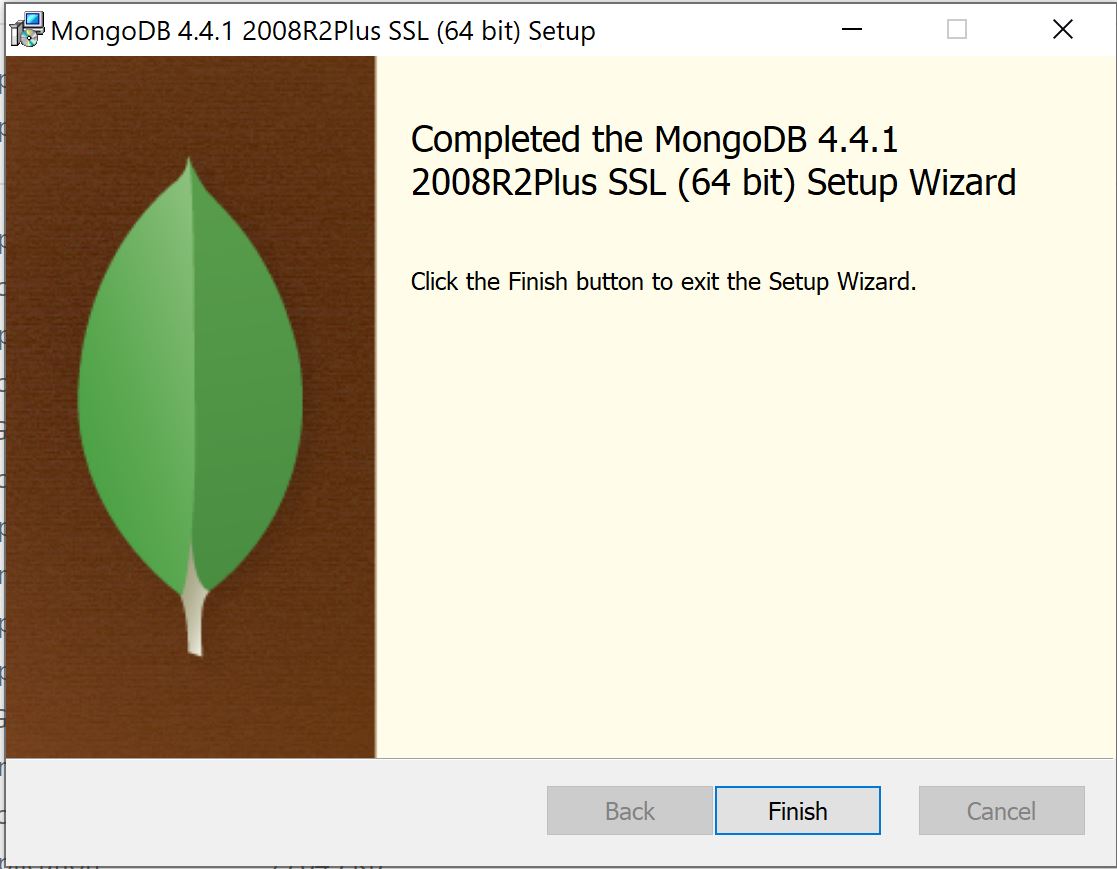 MongoDB 4.4.1 2008R2Plus SSL (64 bit) Setup
Completed the MongoDB 4.4.1
2008R2Plus SSL (64 bit) Setup Wizard
Click the Finish button to exit the Setup Wizard.
Back
Finish
Cancel